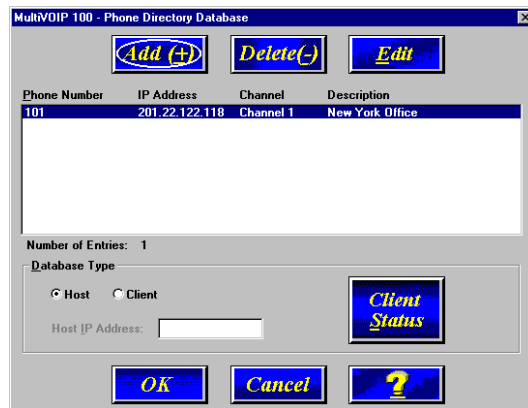 MultiVOIP 100 - Phone Directory Database
Add (+) Delete(-) Edit
Phone Number IP Address Channel Description
101 201.22.122.118 Channel 1 New York Office
Number of Entries: 1
Database Type
Host Client
Client Status
Host IP Address:
OK Cancel ?